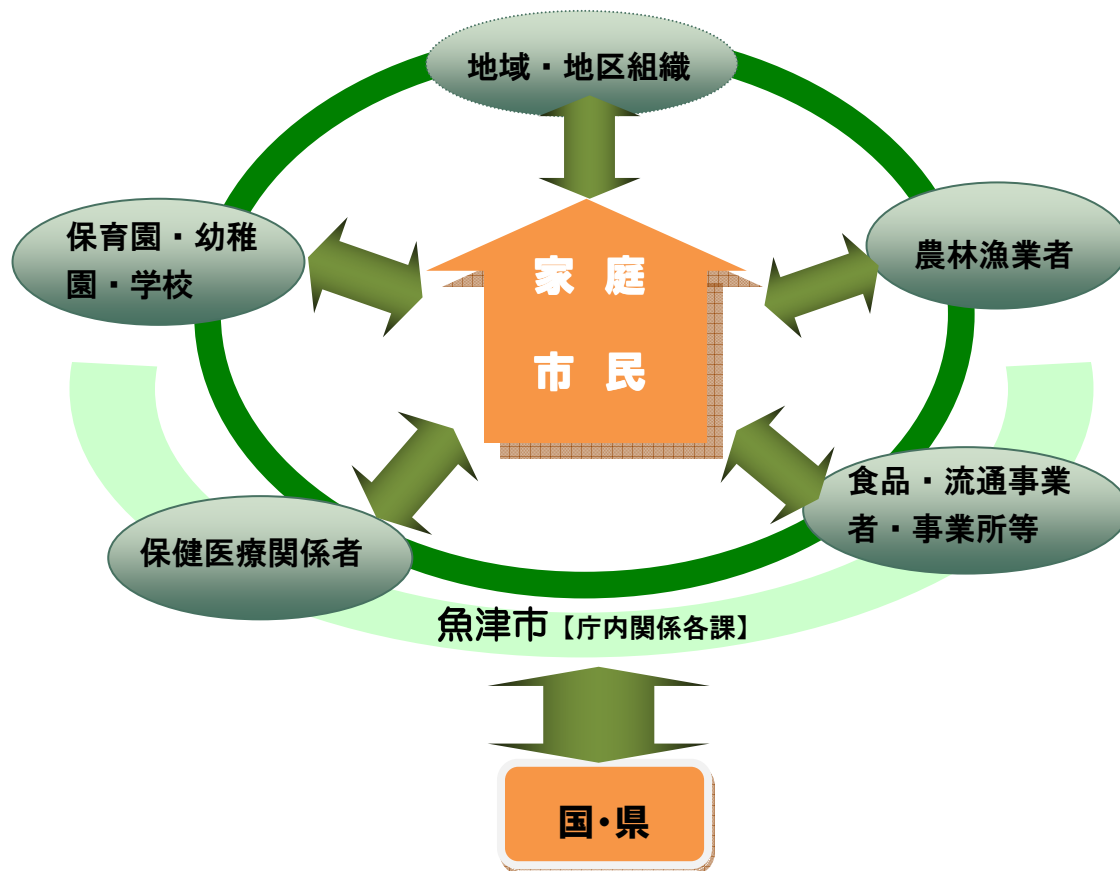 地域・地区組織
保育園・幼稚
園・学校
農林漁業者
家 庭
市 民
食品・流通事業
者・事業所等
保健医療関係者
魚津市【庁内関係各課】
国・県